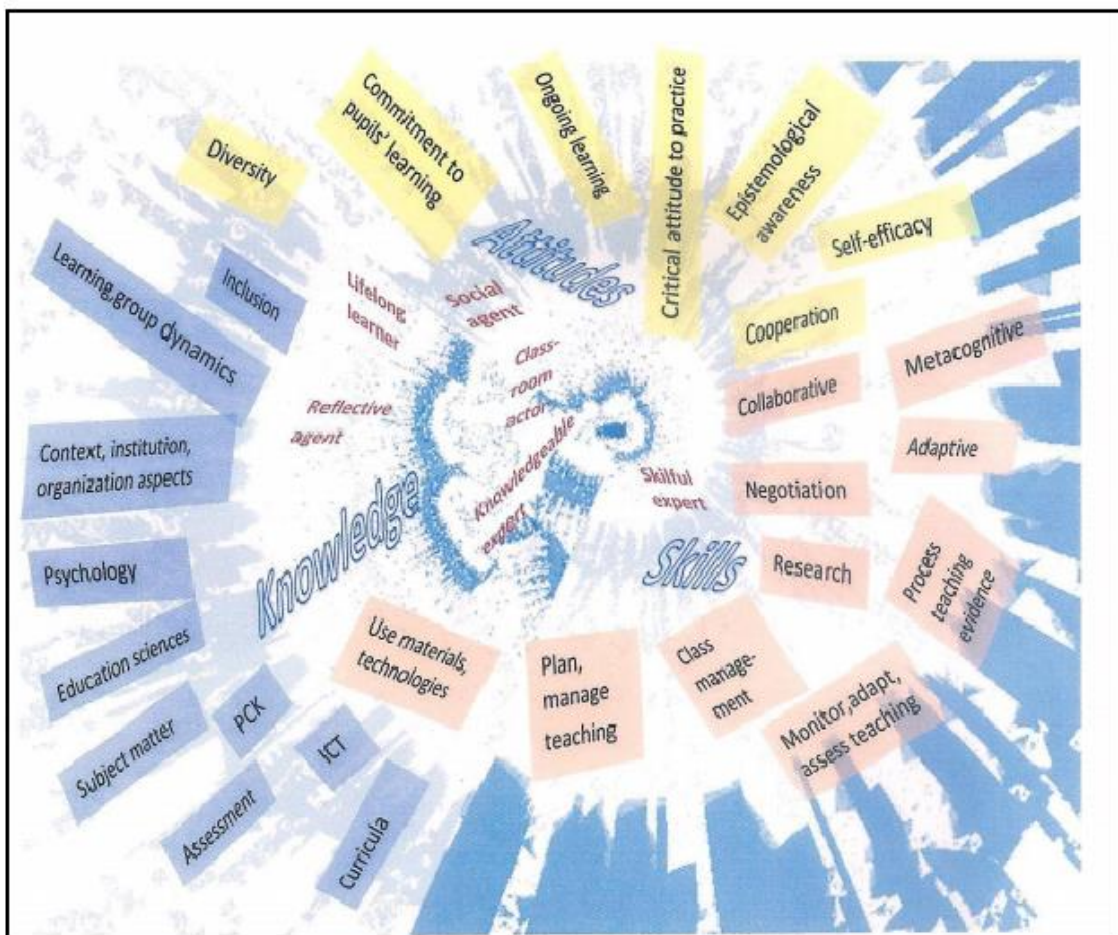 Diversity
Commitment to
pupils' learning
Ongoing learning
Critical attitude to practice
Epistemological
awareness
Self-efficacy
Cooperation
Attitudes
Learning,group dynamics
Inclusion
Context, institution,
organization aspects
Psychology
Education sciences
Subject matter
PCK
Assessment
ICT
Curricula
Knowledge
Lifelong
learner
Social
agent
Reflective
agent
Class-
room
actor
Knowledgeable
expert
Skilful
expert
Skills
Collaborative
Metacognitive
Adaptive
Negotiation
Research
Process
teaching
evidence
Use materials,
technologies
Plan,
manage
teaching
Class
manage-
ment
Monitor,adapt,
assess teaching